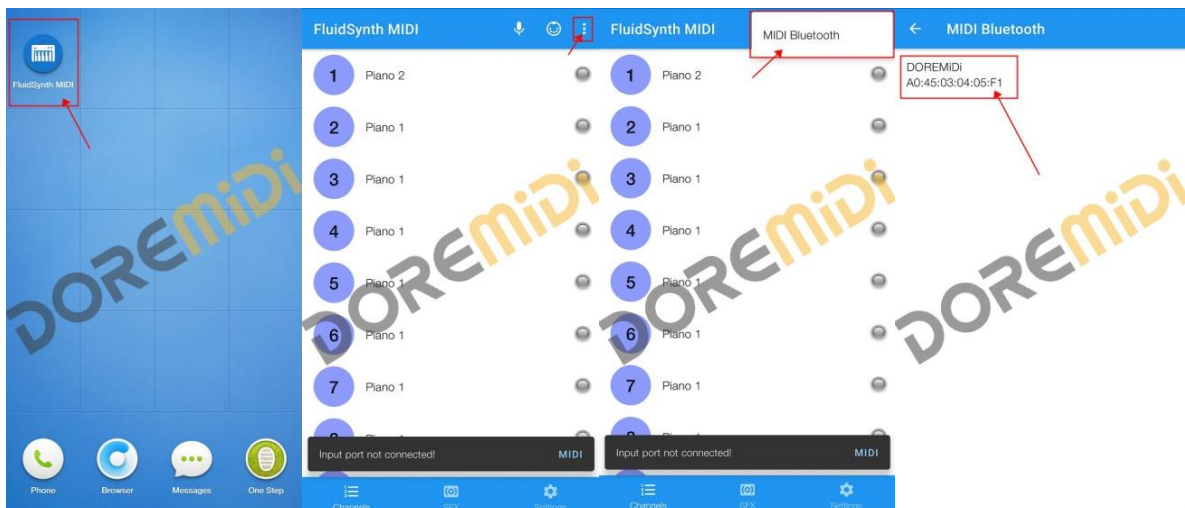 FluidSynth MIDI
Phone
Browser
Messages
One Step
DOREMiDi
FluidSynth MIDI
1 Piano 2
2 Piano 1
3 Piano 1
4 Piano 1
5 Piano 1
6 Piano 1
7 Piano 1
Input port not connected! MIDI
Channels SFX Settings
DOREMiDi
FluidSynth MIDI
MIDI Bluetooth
1 Piano 2
2 Piano 1
3 Piano 1
4 Piano 1
5 Piano 1
6 Piano 1
7 Piano 1
Input port not connected! MIDI
Channels SFX Settings
DOREMiDi
MIDI Bluetooth
DOREMiDi
A0:45:03:04:05:F1
DOREMiDi